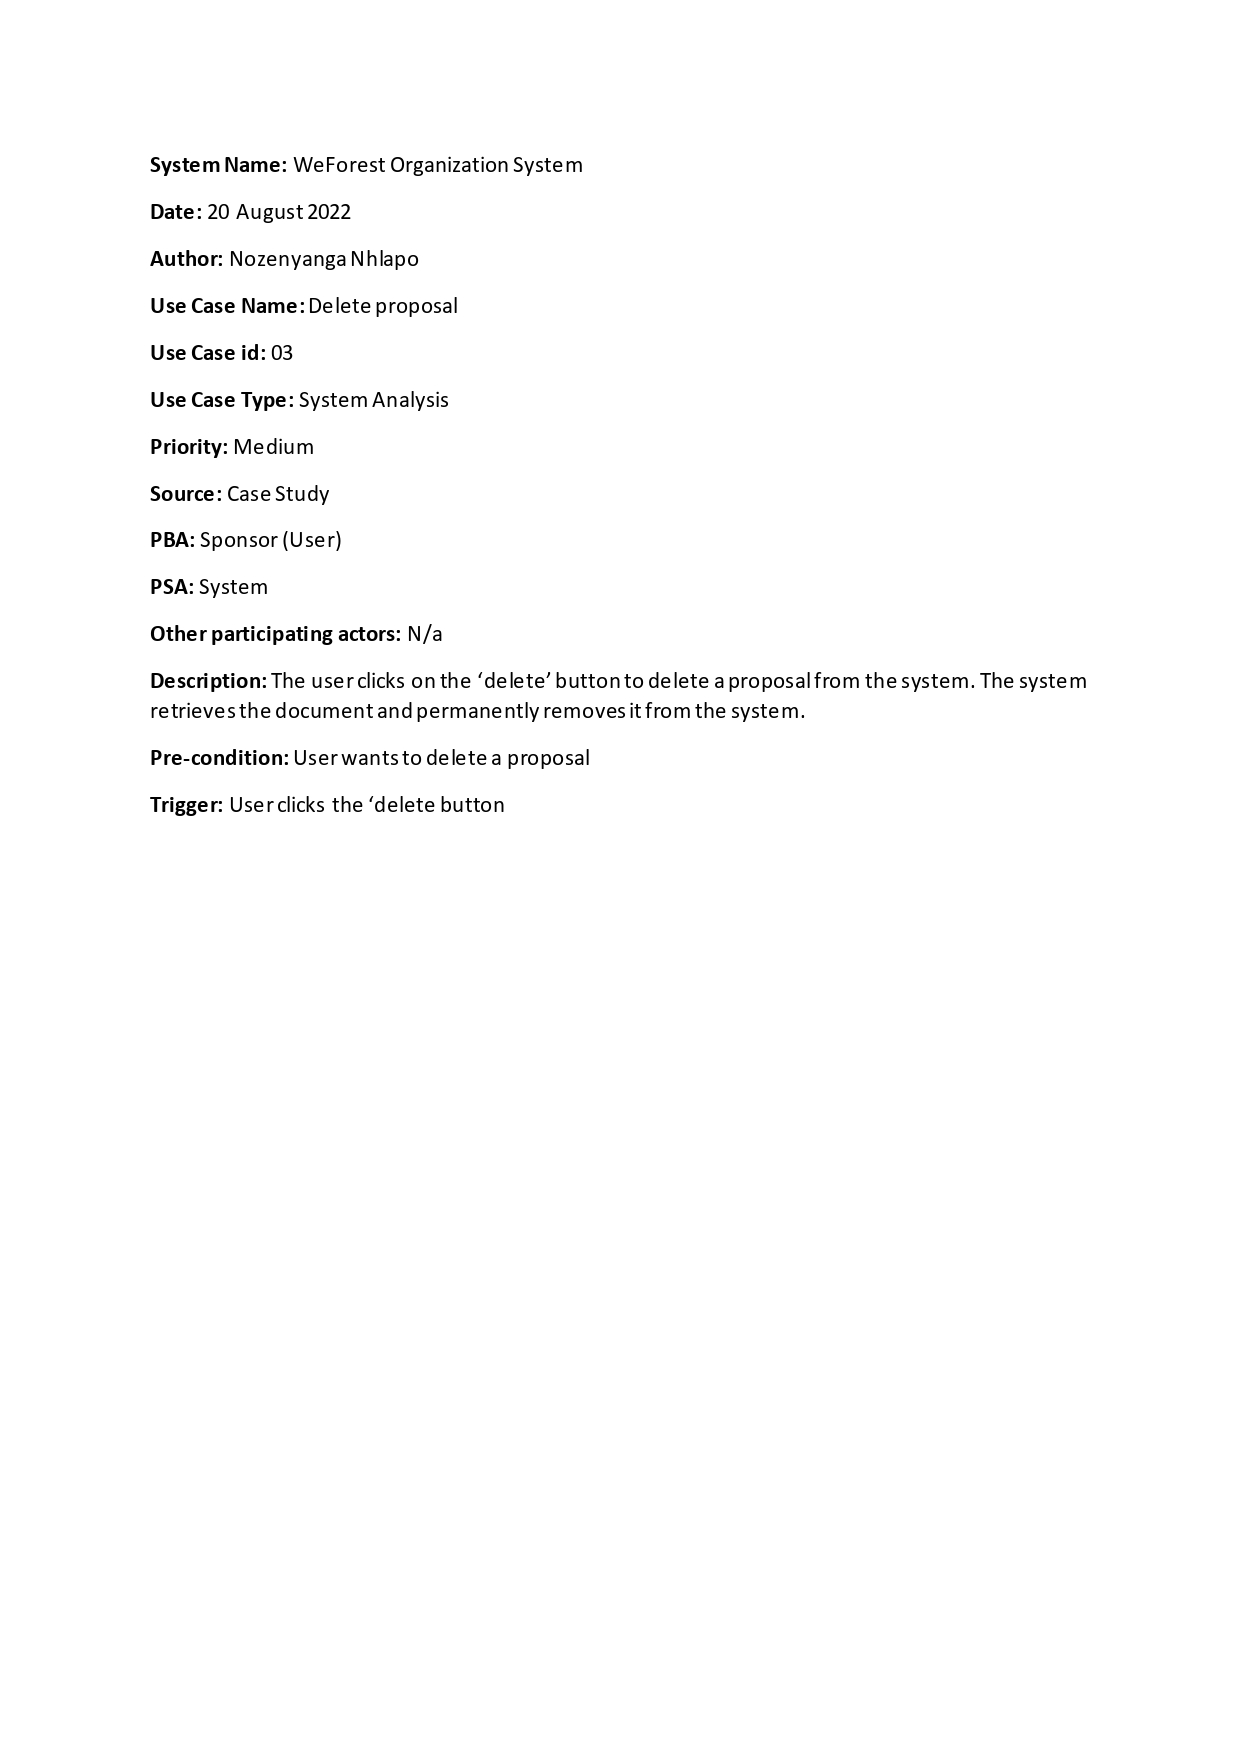 System Name: WeForest Organization System
Date: 20 August 2022
Author: Nozenyanga Nhlapo
Use Case Name: Delete proposal
Use Case id: 03
Use Case Type: System Analysis
Priority: Medium
Source: Case Study
PBA: Sponsor (User)
PSA: System
Other participating actors: N/a
Description: The user clicks on the ‘delete’ button to delete a proposal from the system. The system
retrieves the document and permanently removes it from the system.
Pre-condition: User wants to delete a proposal
Trigger: User clicks the ‘delete button